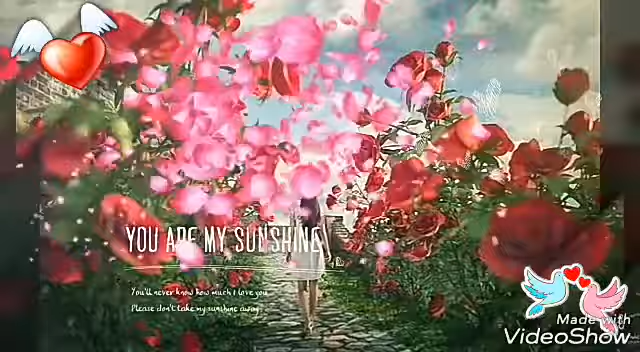 YOU ARE MY SUNSHINE
You'll never know how much I love you
Please don't take my sunshine away
Made with
VideoShow